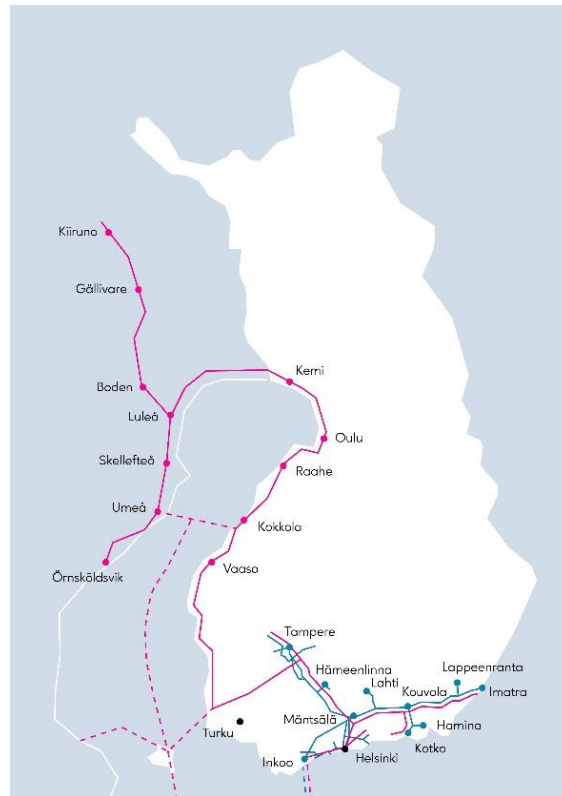 Kiiruna
Gällivare
Boden
Kemi
Luleå
Oulu
Skellefteå
Raahe
Umeå
Kokkola
Örnsköldsvik
Vaasa
Tampere
Hämeenlinna
Lahti
Lappeenranta
Kouvola
Imatra
Mäntsälä
Turku
Hamina
Kotka
Inkoo
Helsinki